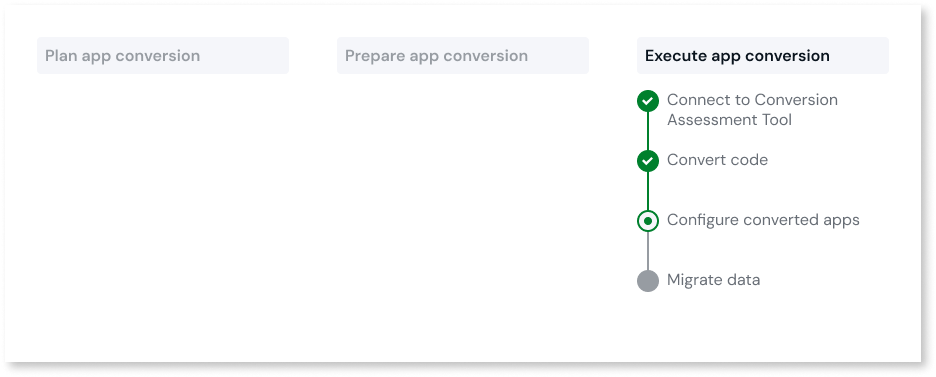 Plan app conversion
Prepare app conversion
Execute app conversion
Connect to Conversion
Assessment Tool
Convert code
Configure converted apps
Migrate data